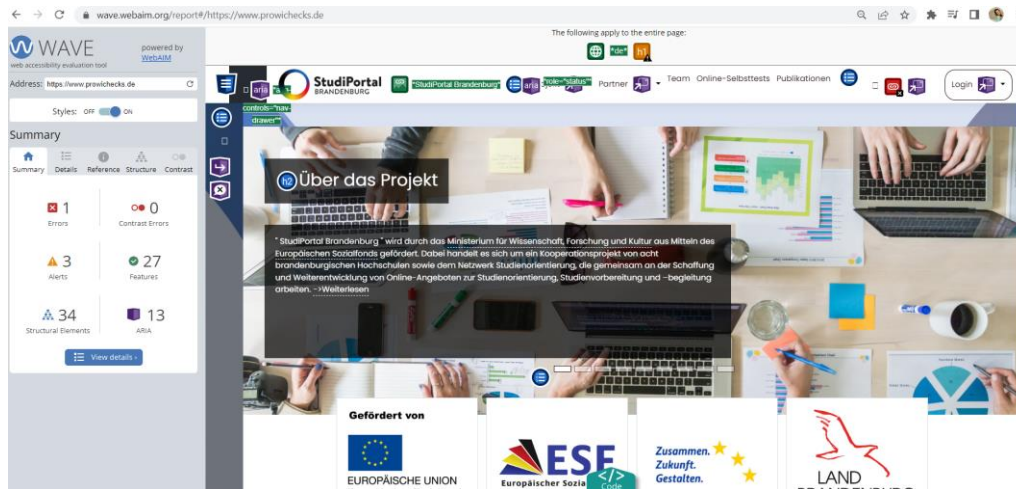 wave.webaim.org/report#/https://www.prowichecks.de
WAVE
web accessibility evaluation tool
powered by
WebAIM
Address: https://www.prowichecks.de
Styles: OFF ON
Summary
Summary Details Reference Structure Contrast
1
Errors
0
Contrast Errors
3
Alerts
27
Features
34
Structural Elements
13
ARIA
View details ›
The following apply to the entire page:
*de* h1
aria
StudiPortal
BRANDENBURG
*StudiPortal Brandenburg*
aria *role="status"*
Partner
Team Online-Selbsttests Publikationen
Login
controls="nav-
drawer"*
h2 Über das Projekt
" StudiPortal Brandenburg " wird durch das Ministerium für Wissenschaft, Forschung und Kultur aus Mitteln des
Europäischen Sozialfonds gefördert. Dabei handelt es sich um ein Kooperationsprojekt von acht
brandenburgischen Hochschulen sowie dem Netzwerk Studienorientierung, die gemeinsam an der Schaffung
und Weiterentwicklung von Online-Angeboten zur Studienorientierung, Studienvorbereitung und –begleitung
arbeiten. ->Weiterlesen
Gefördert von
EUROPÄISCHE UNION
ESF
Europäischer Sozia
</>
Code
Zusammen.
Zukunft.
Gestalten.
LAND
BRANDENBURG